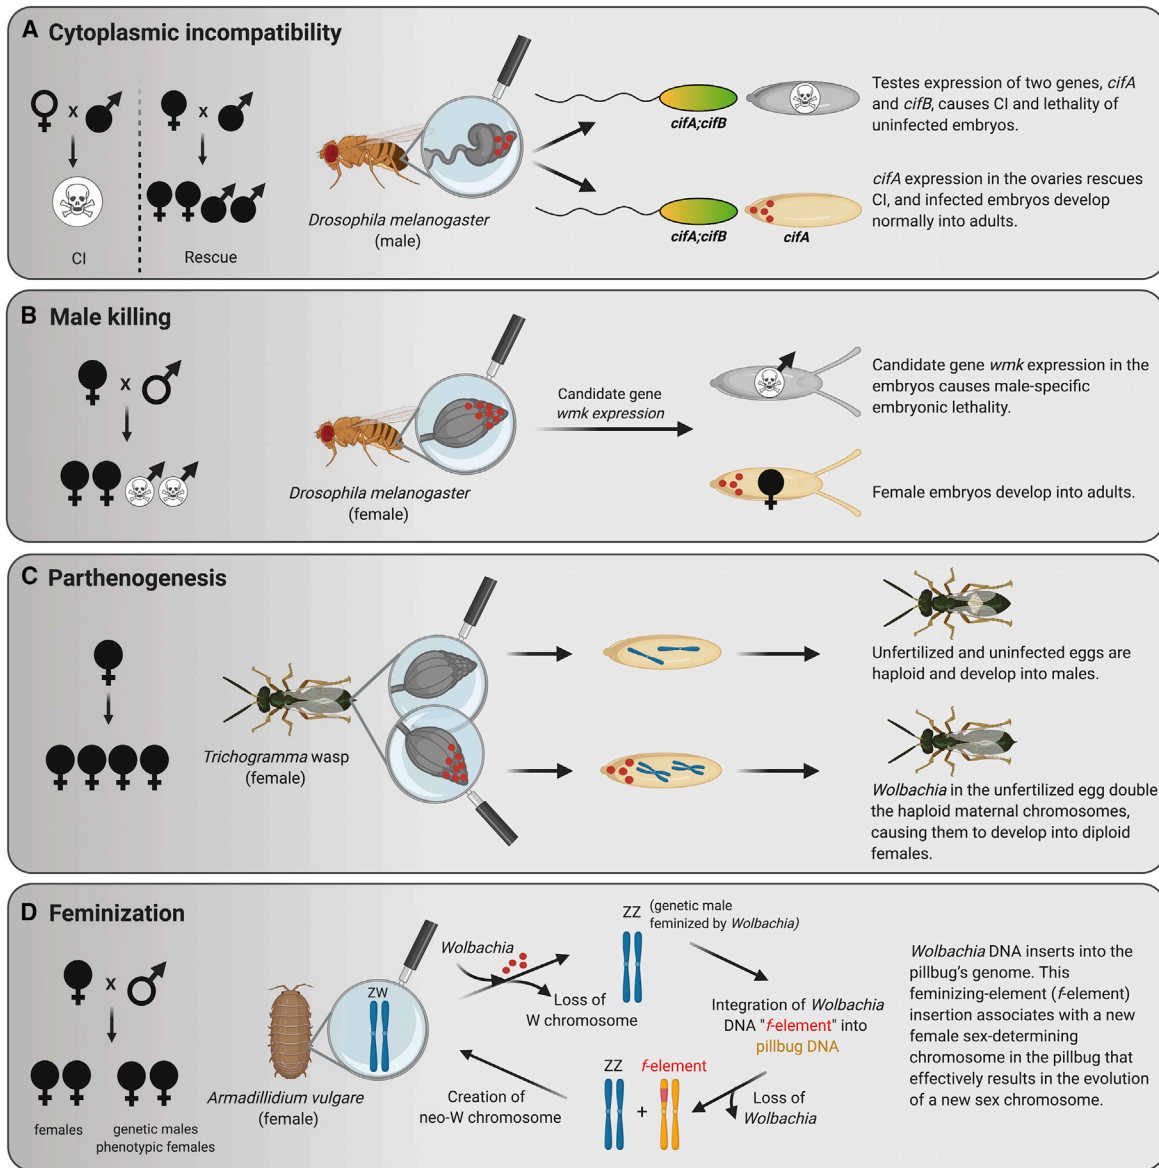 A Cytoplasmic incompatibility
x
x
CI
Rescue
Drosophila melanogaster
(male)
cifA;cifB
cifA;cifB
cifA
Testes expression of two genes, cifA
and cifB, causes CI and lethality of
uninfected embryos.
cifA expression in the ovaries rescues
CI, and infected embryos develop
normally into adults.
B Male killing
x
Drosophila melanogaster
(female)
Candidate gene
wmk expression
Candidate gene wmk expression in the
embryos causes male-specific
embryonic lethality.
Female embryos develop into adults.
C Parthenogenesis
Trichogramma wasp
(female)
Unfertilized and uninfected eggs are
haploid and develop into males.
Wolbachia in the unfertilized egg double
the haploid maternal chromosomes,
causing them to develop into diploid
females.
D Feminization
x
females
genetic males
phenotypic females
Armadillidium vulgare
(female)
ZW
Wolbachia
Loss of
W chromosome
ZZ
(genetic male
feminized by Wolbachia)
Integration of Wolbachia
DNA "f-element" into
pillbug DNA
Loss of
Wolbachia
ZZ
f-element
+
Creation of
neo-W chromosome
Wolbachia DNA inserts into the
pillbug's genome. This
feminizing-element (f-element)
insertion associates with a new
female sex-determining
chromosome in the pillbug that
effectively results in the evolution
of a new sex chromosome.